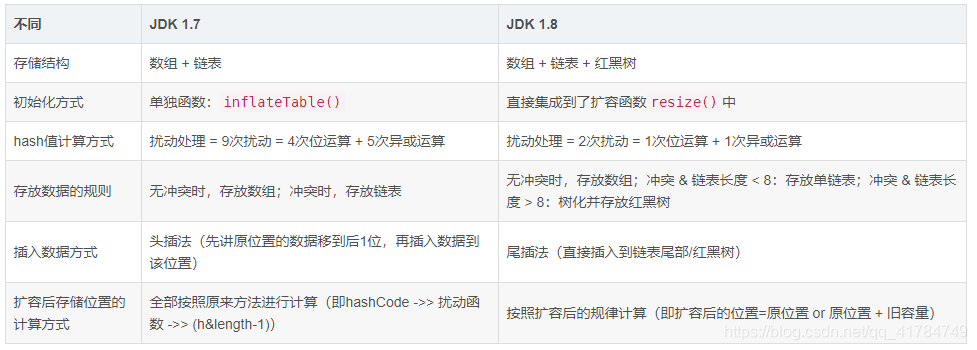 不同
JDK 1.7
JDK 1.8
存储结构
数组 + 链表
数组 + 链表 + 红黑树
初始化方式
单独函数： inflateTable()
直接集成到了扩容函数 resize() 中
hash值计算方式
扰动处理 = 9次扰动 = 4次位运算 + 5次异或运算
扰动处理 = 2次扰动 = 1次位运算 + 1次异或运算
存放数据的规则
无冲突时，存放数组；冲突时，存放链表
无冲突时，存放数组；冲突 & 链表长度 < 8：存放单链表；冲突 & 链表长
度 > 8：树化并存放红黑树
插入数据方式
头插法（先讲原位置的数据移到后1位，再插入数据到
该位置）
尾插法（直接插入到链表尾部/红黑树）
扩容后存储位置的
计算方式
全部按照原来方法进行计算（即hashCode ->> 扰动函
数 ->> (h&length-1)）
按照扩容后的规律计算（即扩容后的位置=原位置 or 原位置 + 旧容量）
https://blog.csdn.net/qq_41784749